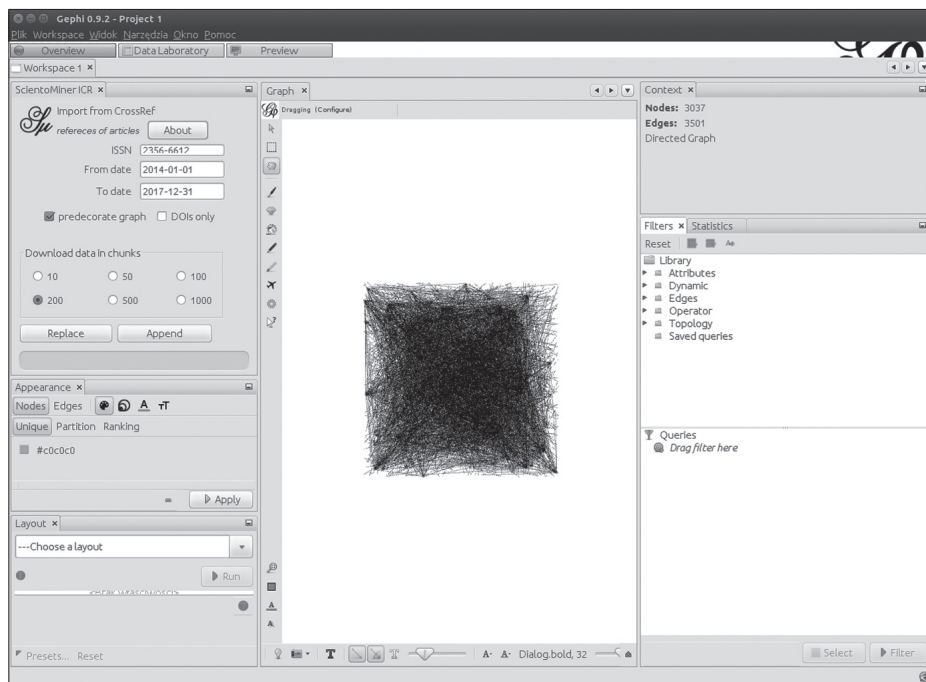 Gephi 0.9.2 - Project 1
Plik Workspace Widok Narzędzia Okno Pomoc
Overview Data Laboratory Preview
Workspace 1 ×
ScientoMiner ICR ×
Import from CrossRef
refereces of articles About
ISSN 2356-6612
From date 2014-01-01
To date 2017-12-31
predecorate graph DOIs only
Download data in chunks
10 50 100
200 500 1000
Replace Append
Appearance ×
Nodes Edges
Unique Partition Ranking
#c0c0c0
Apply
Layout ×
---Choose a layout
Run
<Brak właściwości>
Presets... Reset
Graph ×
Dragging (Configure)
Dialog.bold, 32
Context ×
Nodes: 3037
Edges: 3501
Directed Graph
Filters × Statistics
Reset
Library
Attributes
Dynamic
Edges
Operator
Topology
Saved queries
Queries
Drag filter here
Select Filter